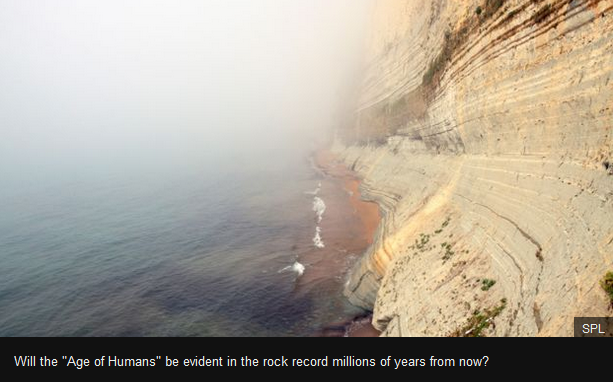 SPL
Will the "Age of Humans" be evident in the rock record millions of years from now?